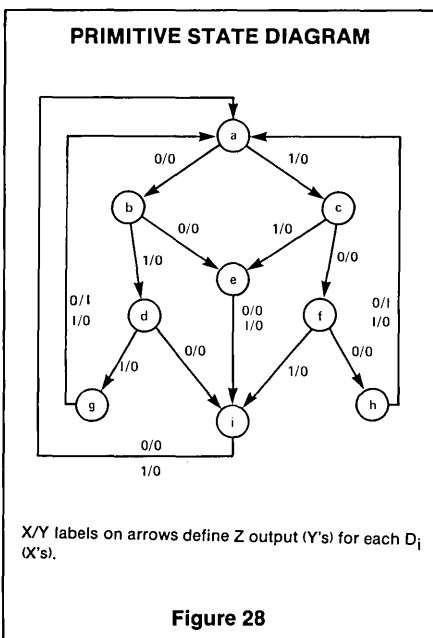 PRIMITIVE STATE DIAGRAM
a
0/0
1/0
b
c
0/0
1/0
e
1/0
0/0
0/1
1/0
d
0/0
1/0
f
0/1
1/0
1/0
0/0
1/0
0/0
g
i
h
0/0
1/0
X/Y labels on arrows define Z output (Y's) for each Di
(X's).
Figure 28